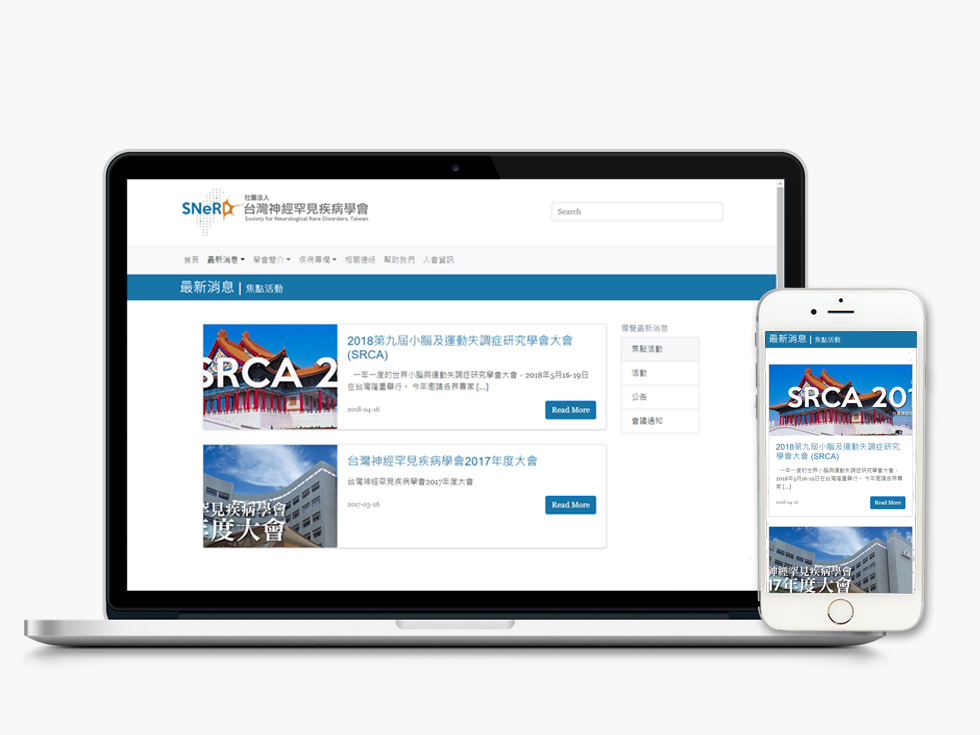 SNeRD
社團法人
台灣神經罕見疾病學會
Society for Neurological Rare Disorders, Taiwan
Search
首頁 最新消息 學會簡介 疾病專欄 相關連結 幫助我們 入會資訊
最新消息 | 焦點活動
SRCA 2
2018第九屆小腦及運動失調症研究學會大會
(SRCA)
一年一度的世界小腦與運動失調症研究學會大會。2018年5月16-19日
在台灣隆重舉行。 今年邀請各界專家 [...]
2018-04-16
Read More
罕見疾病學會
年度大會
台灣神經罕見疾病學會2017年度大會
台灣神經罕見疾病學會2017年度大會
2017-03-16
Read More
導覽最新消息
焦點活動
活動
公告
會議通知
最新消息 | 焦點活動
SRCA 201
2018第九屆小腦及運動失調症研究
學會大會 (SRCA)
一年一度的世界小腦與運動失調症研究學會大會。
2018年5月16-19日在台灣隆重舉行。 今年邀請各界專
家 [...]
2018-04-16
Read More
神經罕見疾病學會
17年度大會